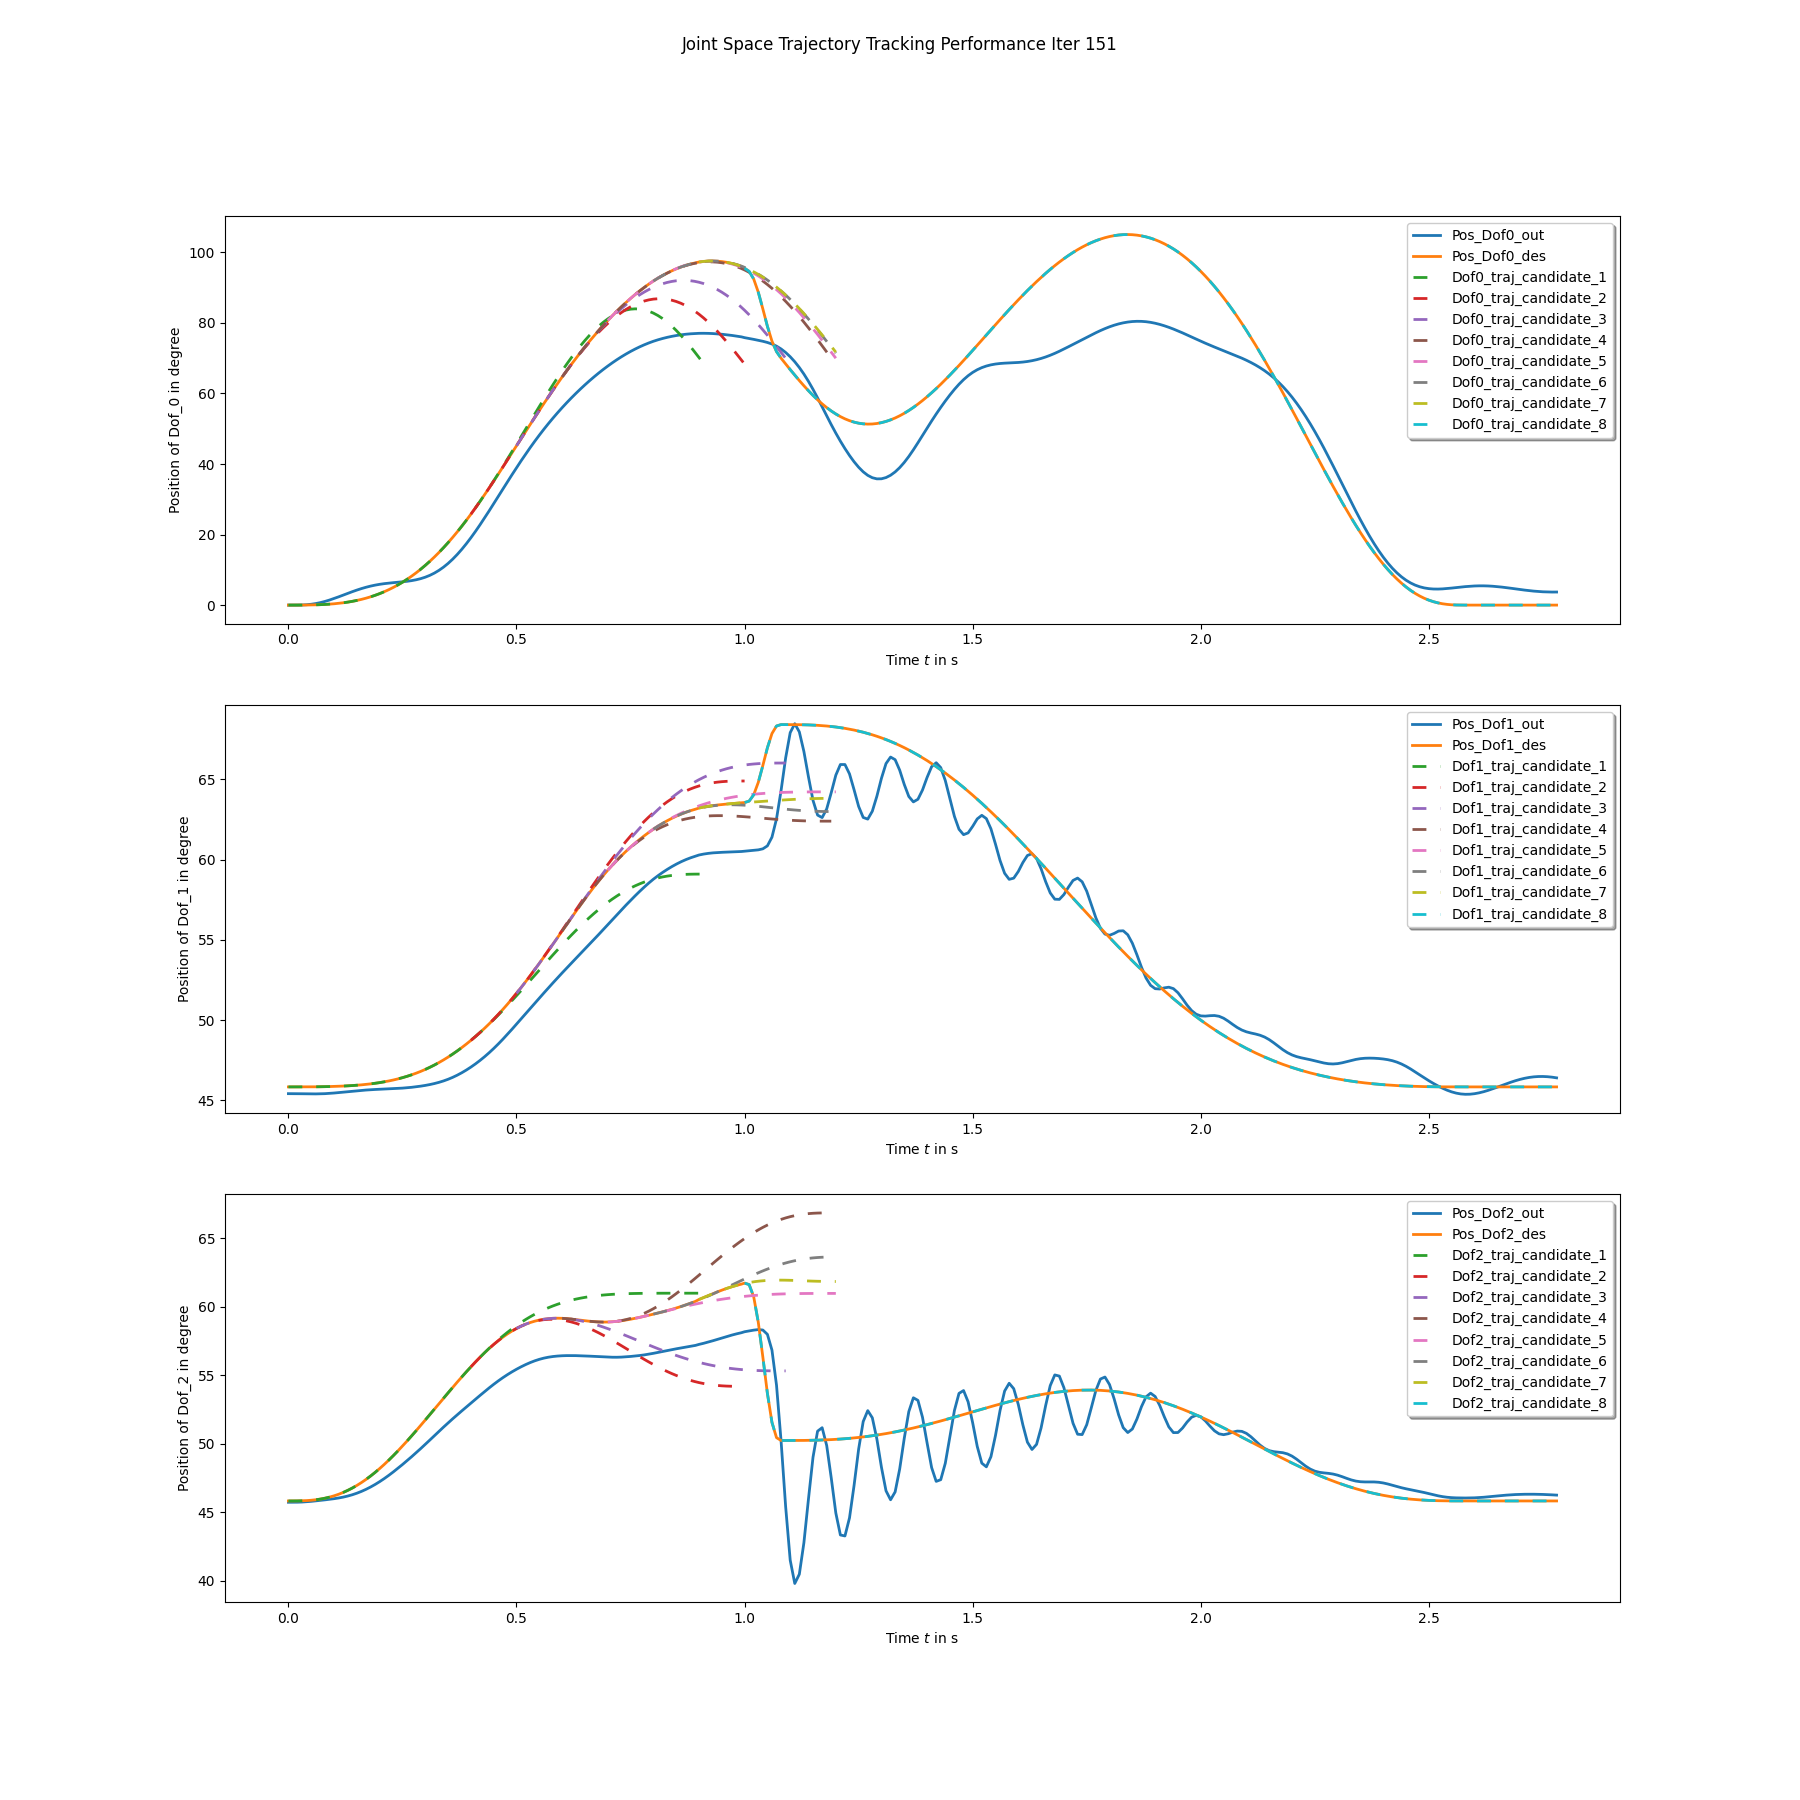 Joint Space Trajectory Tracking Performance Iter 151
Position of Dof_0 in degree
100
80
60
40
20
0
0.0 0.5 1.0 1.5 2.0 2.5
Time t in s
Pos_Dof0_out
Pos_Dof0_des
Dof0_traj_candidate_1
Dof0_traj_candidate_2
Dof0_traj_candidate_3
Dof0_traj_candidate_4
Dof0_traj_candidate_5
Dof0_traj_candidate_6
Dof0_traj_candidate_7
Dof0_traj_candidate_8
Position of Dof_1 in degree
65
60
55
50
45
0.0 0.5 1.0 1.5 2.0 2.5
Time t in s
Pos_Dof1_out
Pos_Dof1_des
Dof1_traj_candidate_1
Dof1_traj_candidate_2
Dof1_traj_candidate_3
Dof1_traj_candidate_4
Dof1_traj_candidate_5
Dof1_traj_candidate_6
Dof1_traj_candidate_7
Dof1_traj_candidate_8
Position of Dof_2 in degree
65
60
55
50
45
40
0.0 0.5 1.0 1.5 2.0 2.5
Time t in s
Pos_Dof2_out
Pos_Dof2_des
Dof2_traj_candidate_1
Dof2_traj_candidate_2
Dof2_traj_candidate_3
Dof2_traj_candidate_4
Dof2_traj_candidate_5
Dof2_traj_candidate_6
Dof2_traj_candidate_7
Dof2_traj_candidate_8